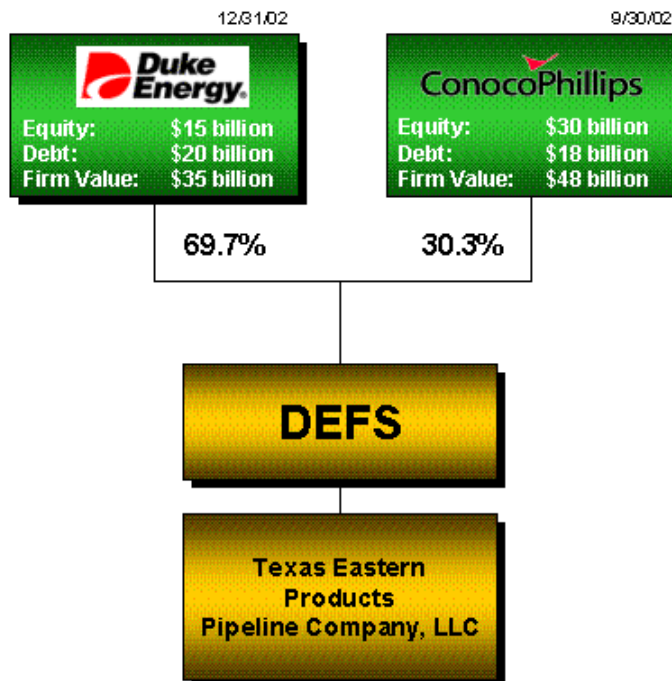 12/31/02
Duke
Energy.
Equity: $15 billion
Debt: $20 billion
Firm Value: $35 billion
9/30/02
ConocoPhillips
Equity: $30 billion
Debt: $18 billion
Firm Value: $48 billion
69.7%
30.3%
DEFS
Texas Eastern
Products
Pipeline Company, LLC